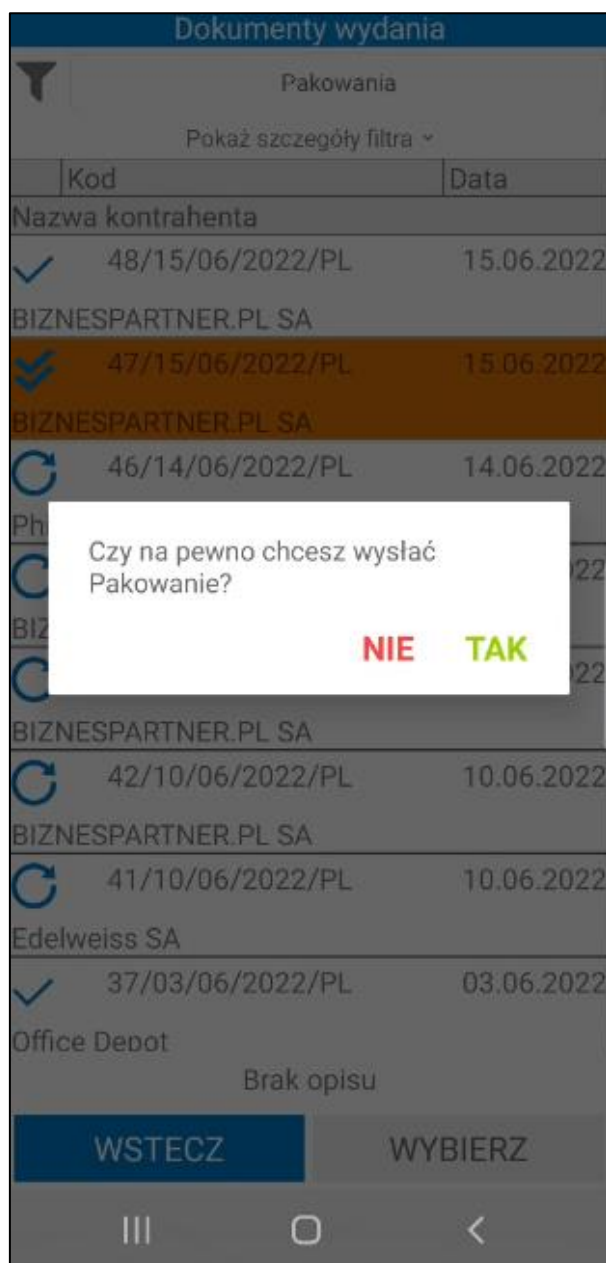 Dokumenty wydania
Pakowania
Pokaż szczegóły filtra
Kod Data
Nazwa kontrahenta
48/15/06/2022/PL 15.06.2022
BIZNESPARTNER.PL SA
47/15/06/2022/PL 15.06.2022
BIZNESPARTNER.PL SA
46/14/06/2022/PL 14.06.2022
Czy na pewno chcesz wysłać
Pakowanie?
NIE TAK
BIZNESPARTNER.PL SA
42/10/06/2022/PL 10.06.2022
BIZNESPARTNER.PL SA
41/10/06/2022/PL 10.06.2022
Edelweiss SA
37/03/06/2022/PL 03.06.2022
Office Depot
Brak opisu
WSTECZ WYBIERZ